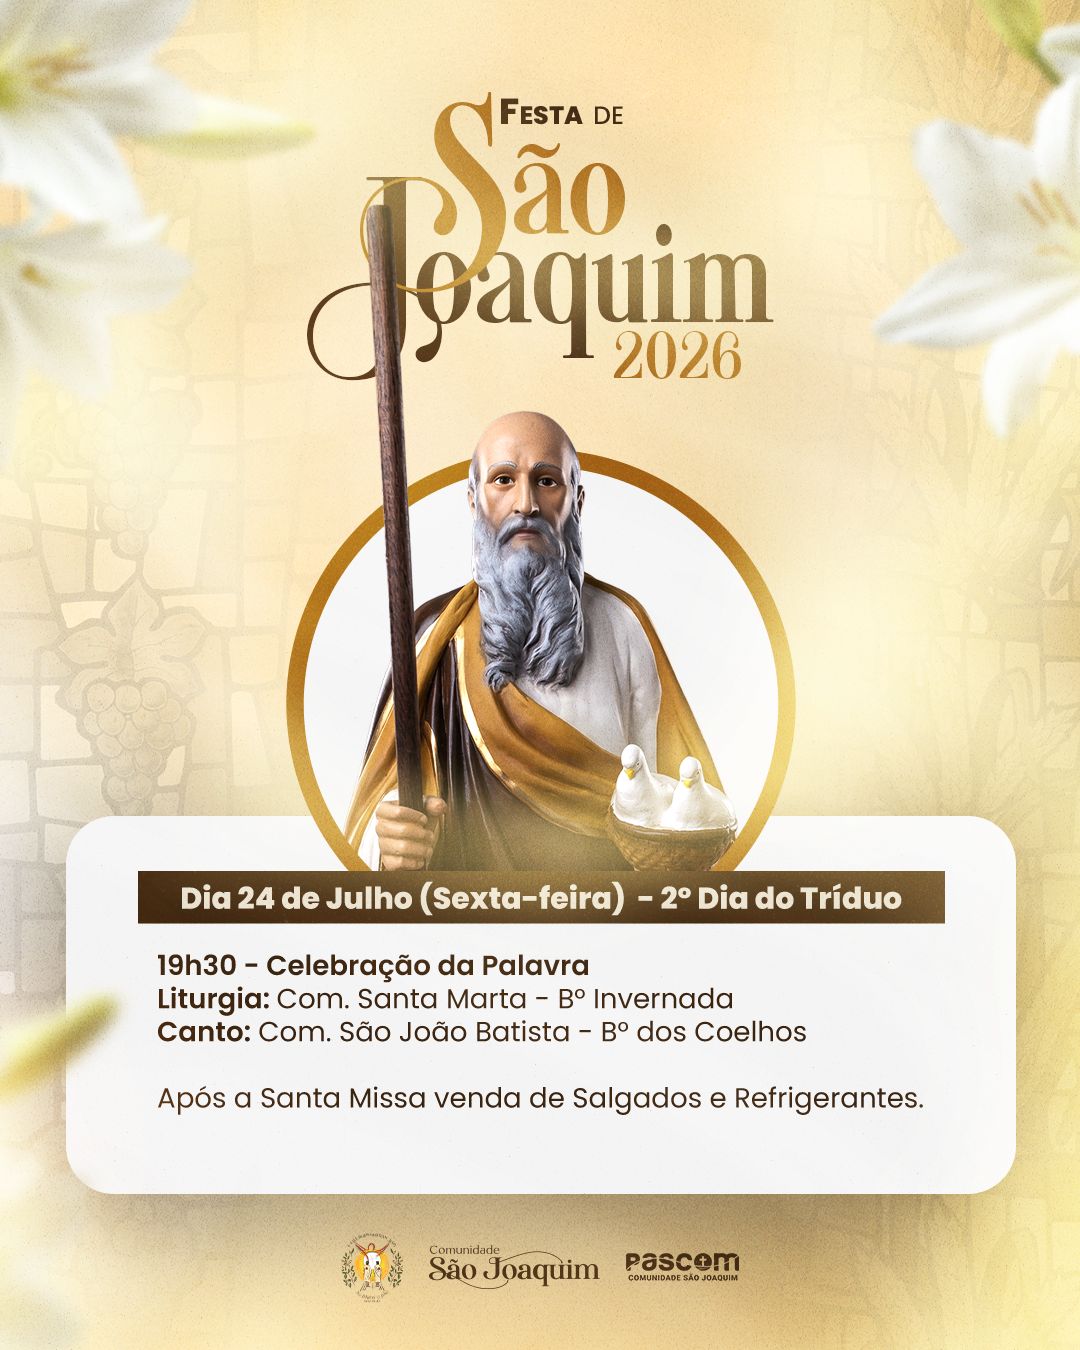 FESTA DE
São
Joaquim
2026
Dia 24 de Julho (Sexta-feira) - 2º Dia do Tríduo
19h30 - Celebração da Palavra
Liturgia: Com. Santa Marta - Bº Invernada
Canto: Com. São João Batista - Bº dos Coelhos
Após a Santa Missa venda de Salgados e Refrigerantes.
Comunidade
São Joaquim
PASCOM
COMUNIDADE SÃO JOAQUIM